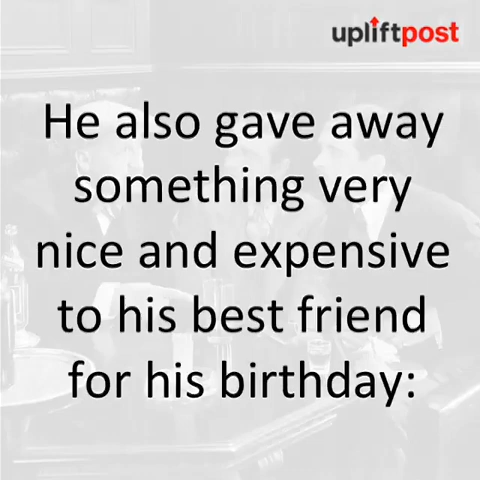 upliftpost
He also gave away
something very
nice and expensive
to his best friend
for his birthday: